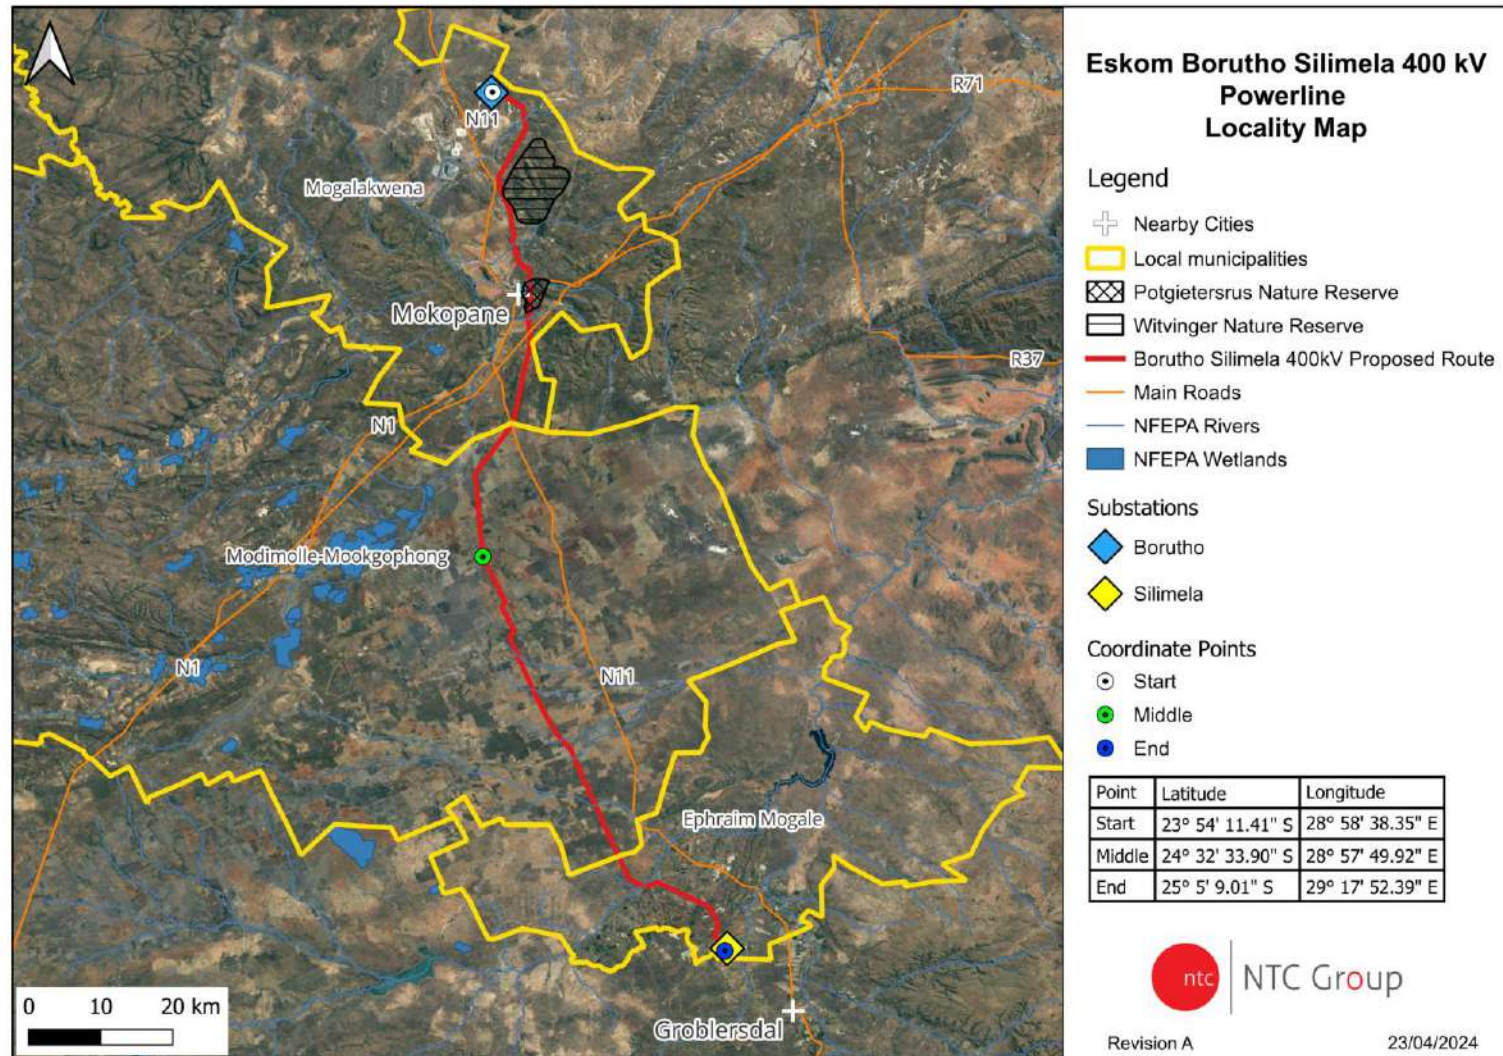 R71
N11
Mogalakwena
Mokopane
R37
N1
Modimolle-Mookgophong
N1
N11
Ephraim Mogale
Groblersdal
0 10 20 km
Eskom Borutho Silimela 400 kV
Powerline
Locality Map
Legend
Nearby Cities
Local municipalities
Potgietersrus Nature Reserve
Witvinger Nature Reserve
Borutho Silimela 400kV Proposed Route
Main Roads
NFEPA Rivers
NFEPA Wetlands
Substations
Borutho
Silimela
Coordinate Points
Start
Middle
End
Point Latitude Longitude
Start 23° 54' 11.41" S 28° 58' 38.35" E
Middle 24° 32' 33.90" S 28° 57' 49.92" E
End 25° 5' 9.01" S 29° 17' 52.39" E
ntc NTC Group
Revision A 23/04/2024